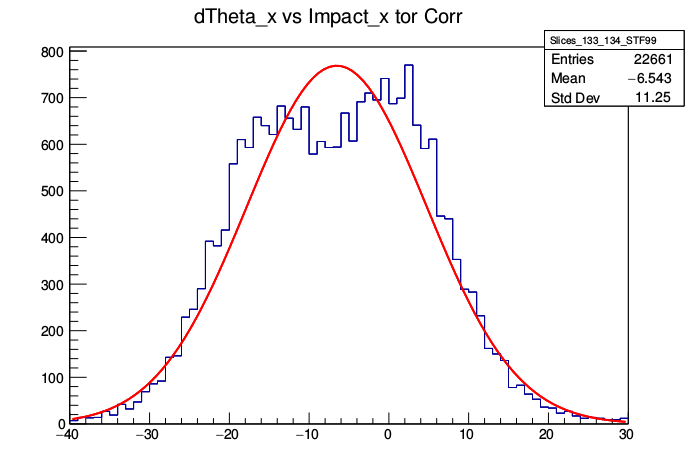 dTheta_x vs Impact_x tor Corr
Slices_133_134_STF99
Entries 22661
Mean −6.543
Std Dev 11.25
800
700
600
500
400
300
200
100
0
−40 −30 −20 −10 0 10 20 30